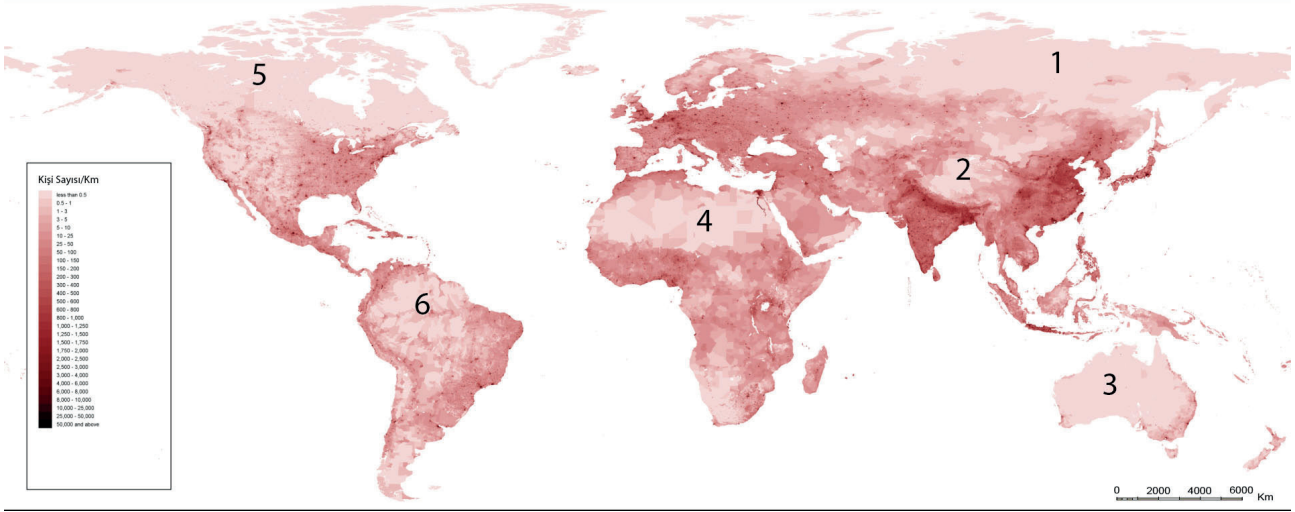 1
5
2
4
6
3
Kişi Sayısı/Km
less than 0.5
0.5 - 1
1 - 3
3 - 5
5 - 10
10 - 25
25 - 50
50 - 100
100 - 150
150 - 200
200 - 300
300 - 400
400 - 500
500 - 600
600 - 800
800 - 1,000
1,000 - 1,250
1,250 - 1,500
1,500 - 1,750
1,750 - 2,000
2,000 - 2,500
2,500 - 3,000
3,000 - 4,000
4,000 - 6,000
6,000 - 8,000
8,000 - 10,000
10,000 - 25,000
25,000 - 50,000
50,000 and above
0 2000 4000 6000 Km